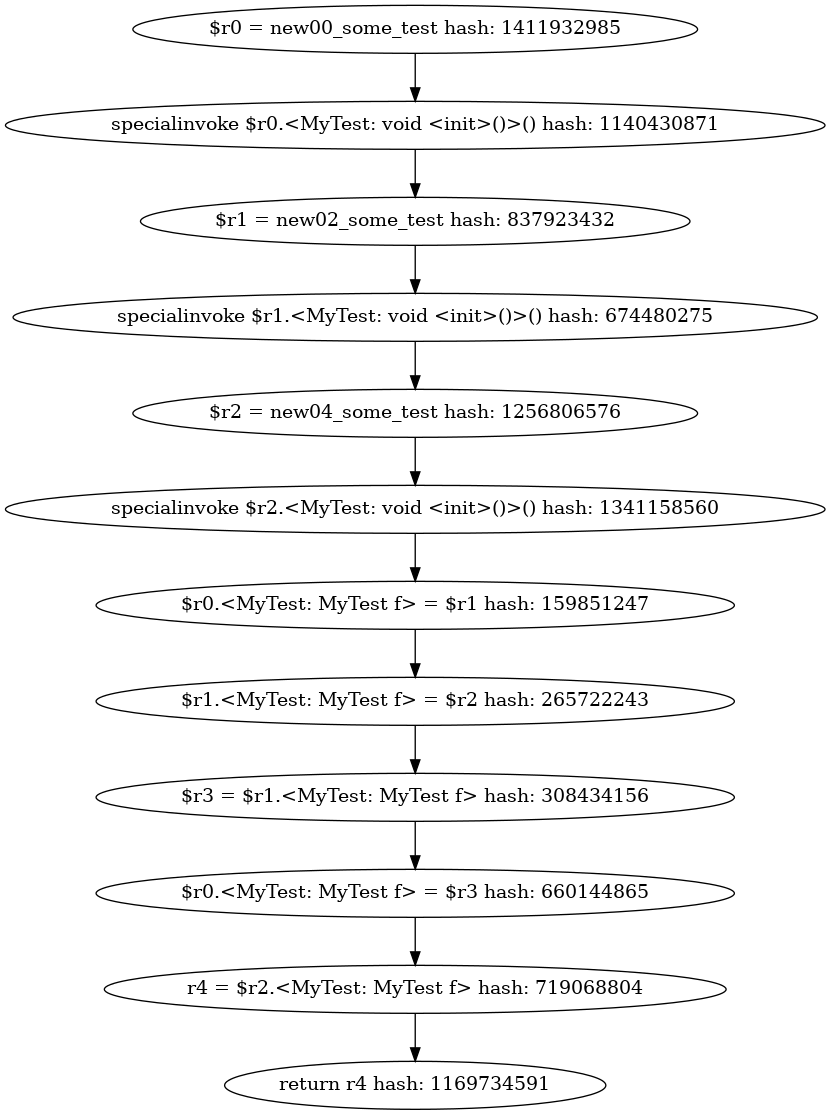 $r0 = new00_some_test hash: 1411932985
specialinvoke $r0.<MyTest: void <init>()>() hash: 1140430871
$r1 = new02_some_test hash: 837923432
specialinvoke $r1.<MyTest: void <init>()>() hash: 674480275
$r2 = new04_some_test hash: 1256806576
specialinvoke $r2.<MyTest: void <init>()>() hash: 1341158560
$r0.<MyTest: MyTest f> = $r1 hash: 159851247
$r1.<MyTest: MyTest f> = $r2 hash: 265722243
$r3 = $r1.<MyTest: MyTest f> hash: 308434156
$r0.<MyTest: MyTest f> = $r3 hash: 660144865
r4 = $r2.<MyTest: MyTest f> hash: 719068804
return r4 hash: 1169734591